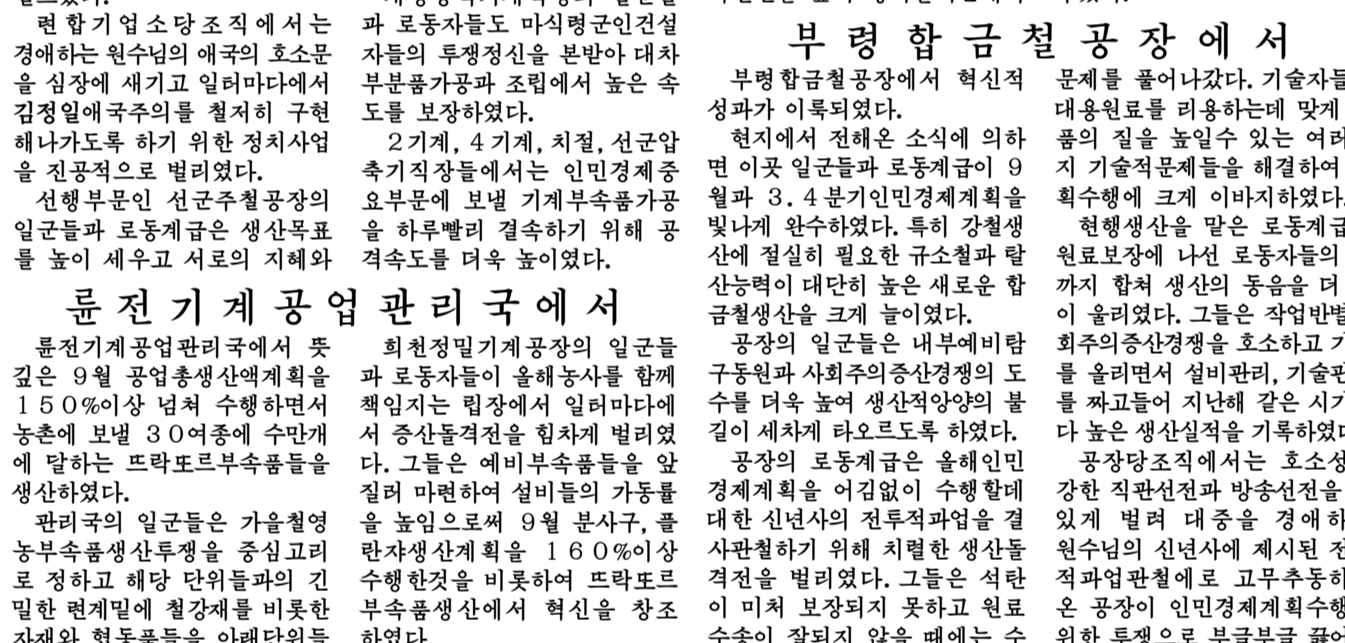 련합기업소당조직에서는
경애하는 원수님의 애국의 호소문
을 심장에 새기고 일터마다에서
김정일애국주의를 철저히 구현
해나가도록 하기 위한 정치사업
을 진공적으로 벌리였다.
선행부문인 선군주철공장의
일군들과 로동계급은 생산목표
를 높이 세우고 서로의 지혜와
과 로동자들도 마식령군인건설
자들의 투쟁정신을 본받아 대차
부분품가공과 조립에서 높은 속
도를 보장하였다.
2기계, 4기계, 치절, 선군압
축기직장들에서는 인민경제중
요부문에 보낼 기계부속품가공
을 하루빨리 결속하기 위해 공
격속도를 더욱 높이였다.
륜전기계공업관리국에서
륜전기계공업관리국에서 뜻
깊은 9월 공업총생산액계획을
150%이상 넘쳐 수행하면서
농촌에 보낼 30여종에 수만개
에 달하는 뜨락또르부속품들을
생산하였다.
관리국의 일군들은 가을철영
농부속품생산투쟁을 중심고리
로 정하고 해당 단위들과의 긴
밀한 련계밑에 철강재를 비롯한
자재와 협동품들을 아래단위들
희천정밀기계공장의 일군들
과 로동자들이 올해농사를 함께
책임지는 립장에서 일터마다에
서 증산돌격전을 힘차게 벌리였
다. 그들은 예비부속품들을 앞
질러 마련하여 설비들의 가동률
을 높임으로써 9월 분사구, 플
란쟈생산계획을 160%이상
수행한것을 비롯하여 뜨락또르
부속품생산에서 혁신을 창조
하였다.
부령합금철공장에서
부령합금철공장에서 혁신적
성과가 이룩되였다.
현지에서 전해온 소식에 의하
면 이곳 일군들과 로동계급이 9
월과 3.4분기인민경제계획을
빛나게 완수하였다. 특히 강철생
산에 절실히 필요한 규소철과 탈
산능력이 대단히 높은 새로운 합
금철생산을 크게 늘이였다.
공장의 일군들은 내부예비탐
구동원과 사회주의증산경쟁의 도
수를 더욱 높여 생산적앙양의 불
길이 세차게 타오르도록 하였다.
공장의 로동계급은 올해인민
경제계획을 어김없이 수행할데
대한 신년사의 전투적과업을 결
사관철하기 위해 치렬한 생산돌
격전을 벌리였다. 그들은 석탄
이 미처 보장되지 못하고 원료
수송이 잘되지 않을 때에는 수
문제를 풀어나갔다. 기술자들
대용원료를 리용하는데 맞게
품의 질을 높일수 있는 여러
지 기술적문제들을 해결하여
획수행에 크게 이바지하였다.
현행생산을 맡은 로동계급
원료보장에 나선 로동자들의
까지 합쳐 생산의 동음을 더
이 울리였다. 그들은 작업반별
회주의증산경쟁을 호소하고
를 올리면서 설비관리, 기술관
를 짜고들어 지난해 같은 시기
다 높은 생산실적을 기록하였다
공장당조직에서는 호소성
강한 직관선전과 방송선전을
있게 벌려 대중을 경애하
원수님의 신년사에 제시된 전
적과업관철에로 고무추동하
온 공장이 인민경제계획수행
위한 투쟁으로 부글부글 끓어